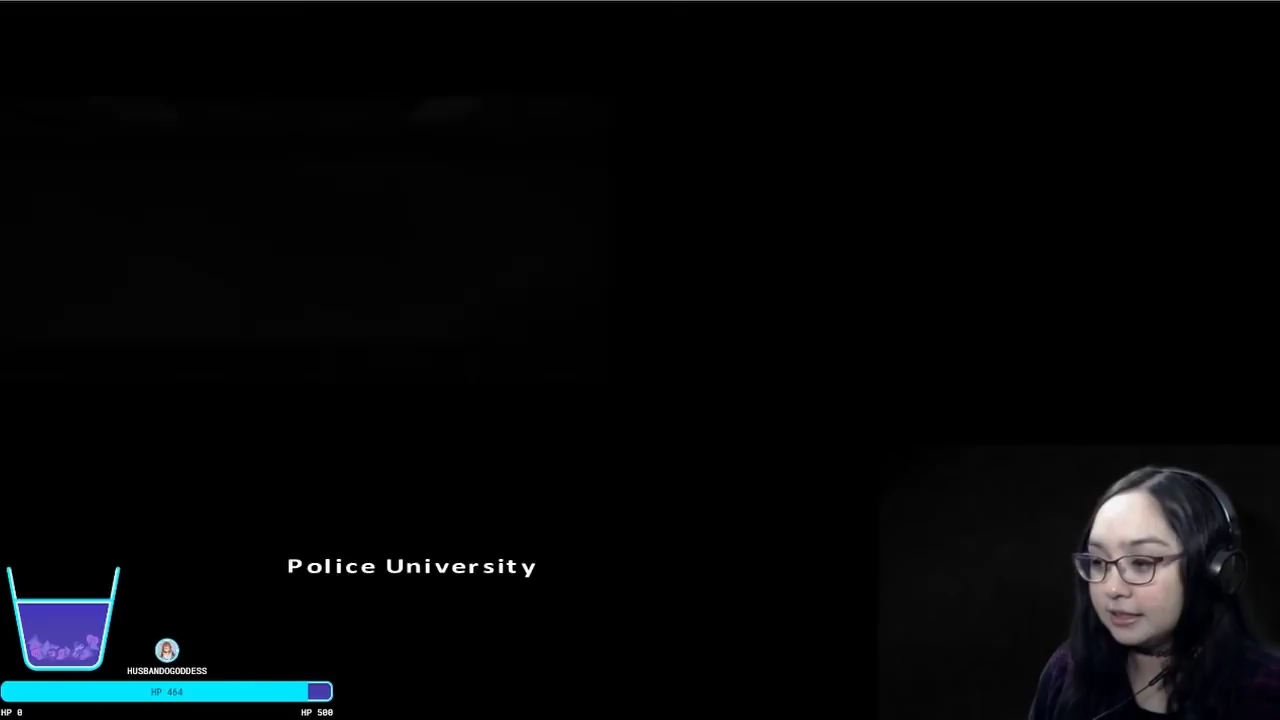 Police University
HUSBANDOGODDESS
HP 464
HP 0
HP 500